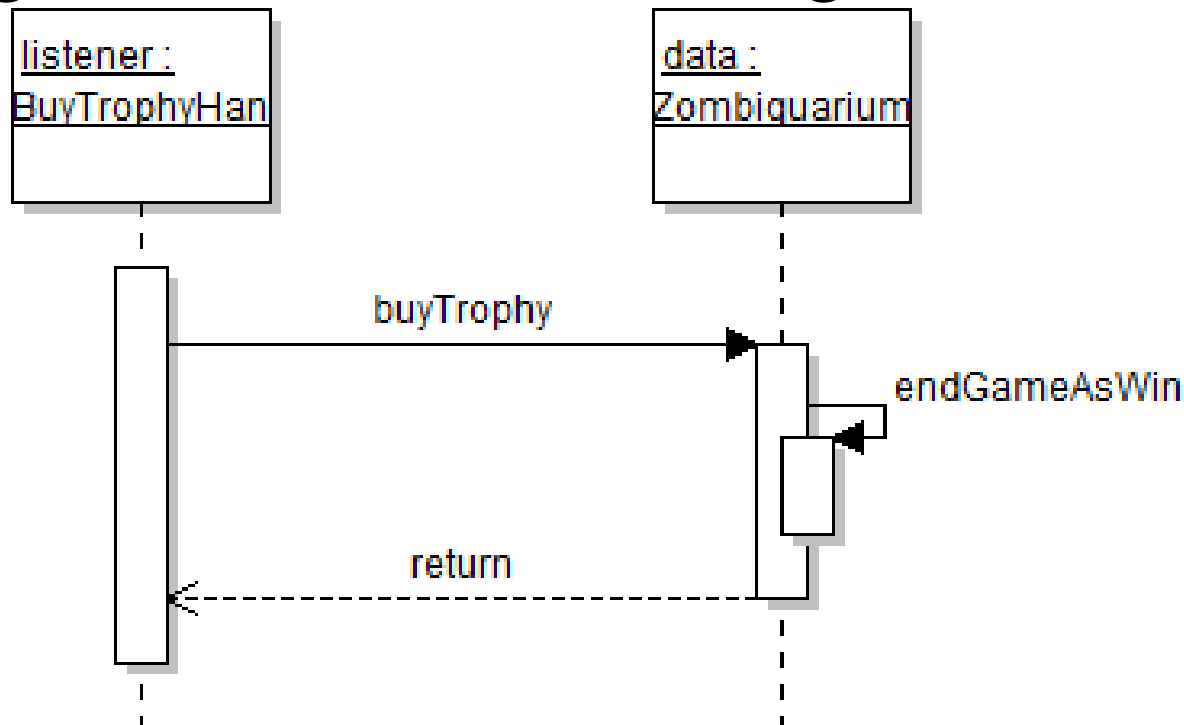 listener :
BuyTrophyHan
data :
Zombiquarium
buyTrophy
endGameAsWin
return